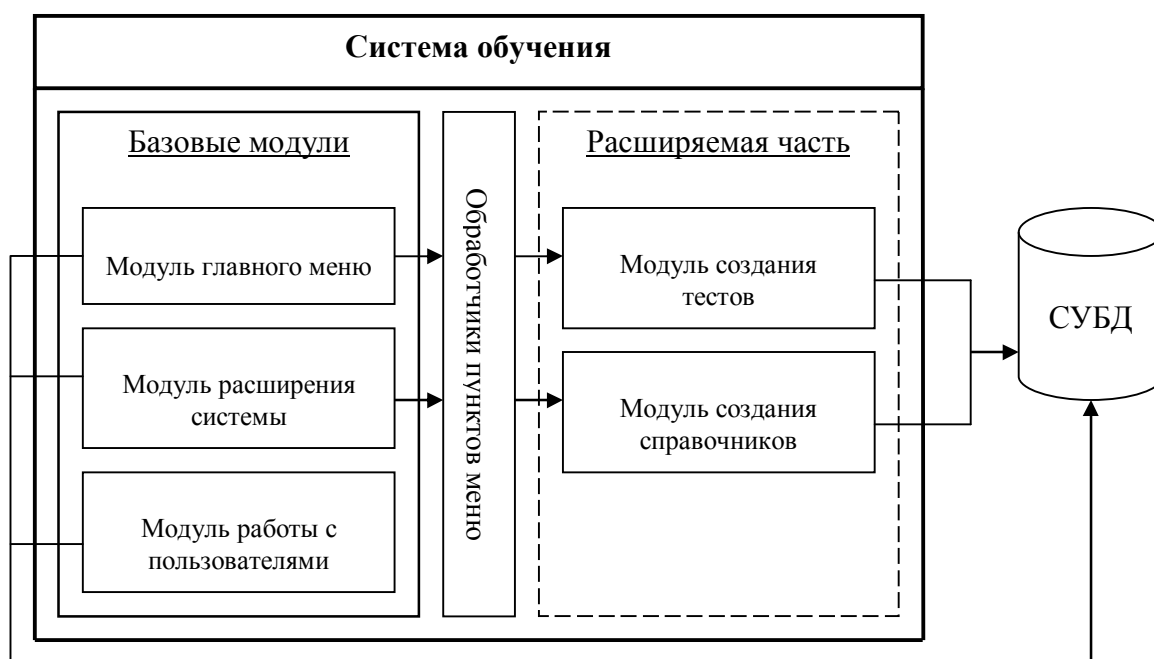 Система обучения
Базовые модули
Модуль главного меню
Модуль расширения
системы
Модуль работы с
пользователями
Обработчики пунктов меню
Расширяемая часть
Модуль создания
тестов
Модуль создания
справочников
СУБД